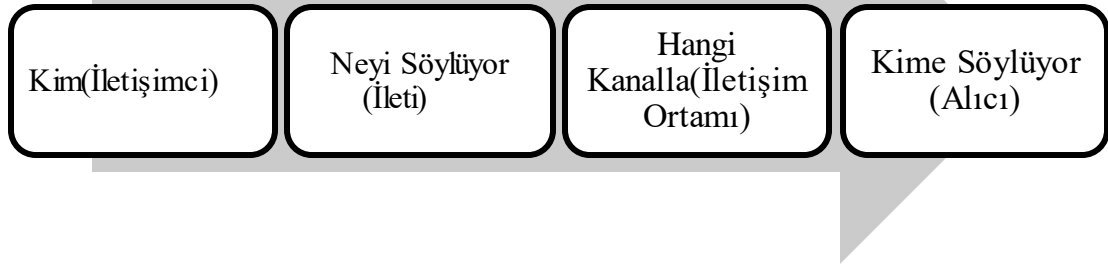 Kim(İletişimci)
Neyi Söylüyor
(İleti)
Hangi
Kanalla(İletişim
Ortamı)
Kime Söylüyor
(Alıcı)